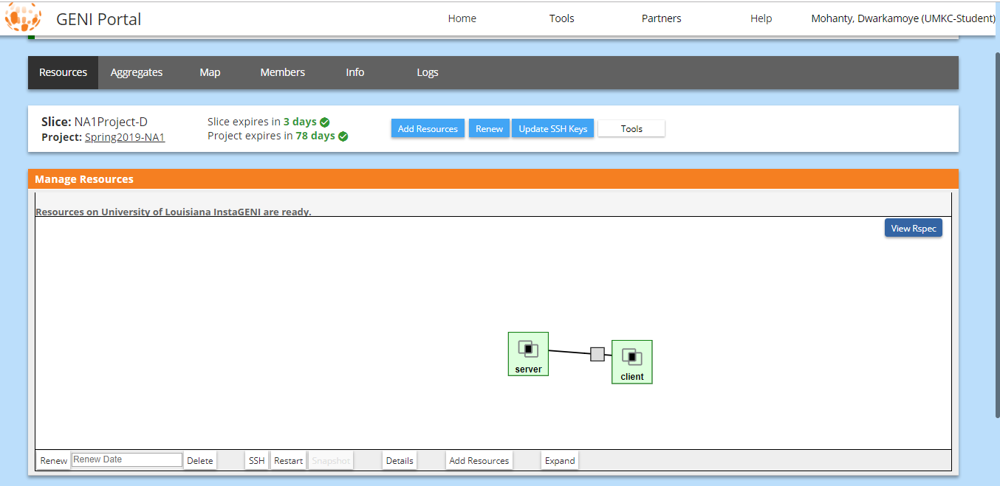 GENI Portal Home Tools Partners Help Mohanty, Dwarkamoye (UMKC-Student)
Resources Aggregates Map Members Info Logs
Slice: NA1Project-D Slice expires in 3 days Add Resources Renew Update SSH Keys Tools
Project: Spring2019-NA1 Project expires in 78 days
Manage Resources
Resources on University of Louisiana InstaGENI are ready.
View Rspec
server
client
Renew Renew Date Delete SSH Restart Snapshot Details Add Resources Expand